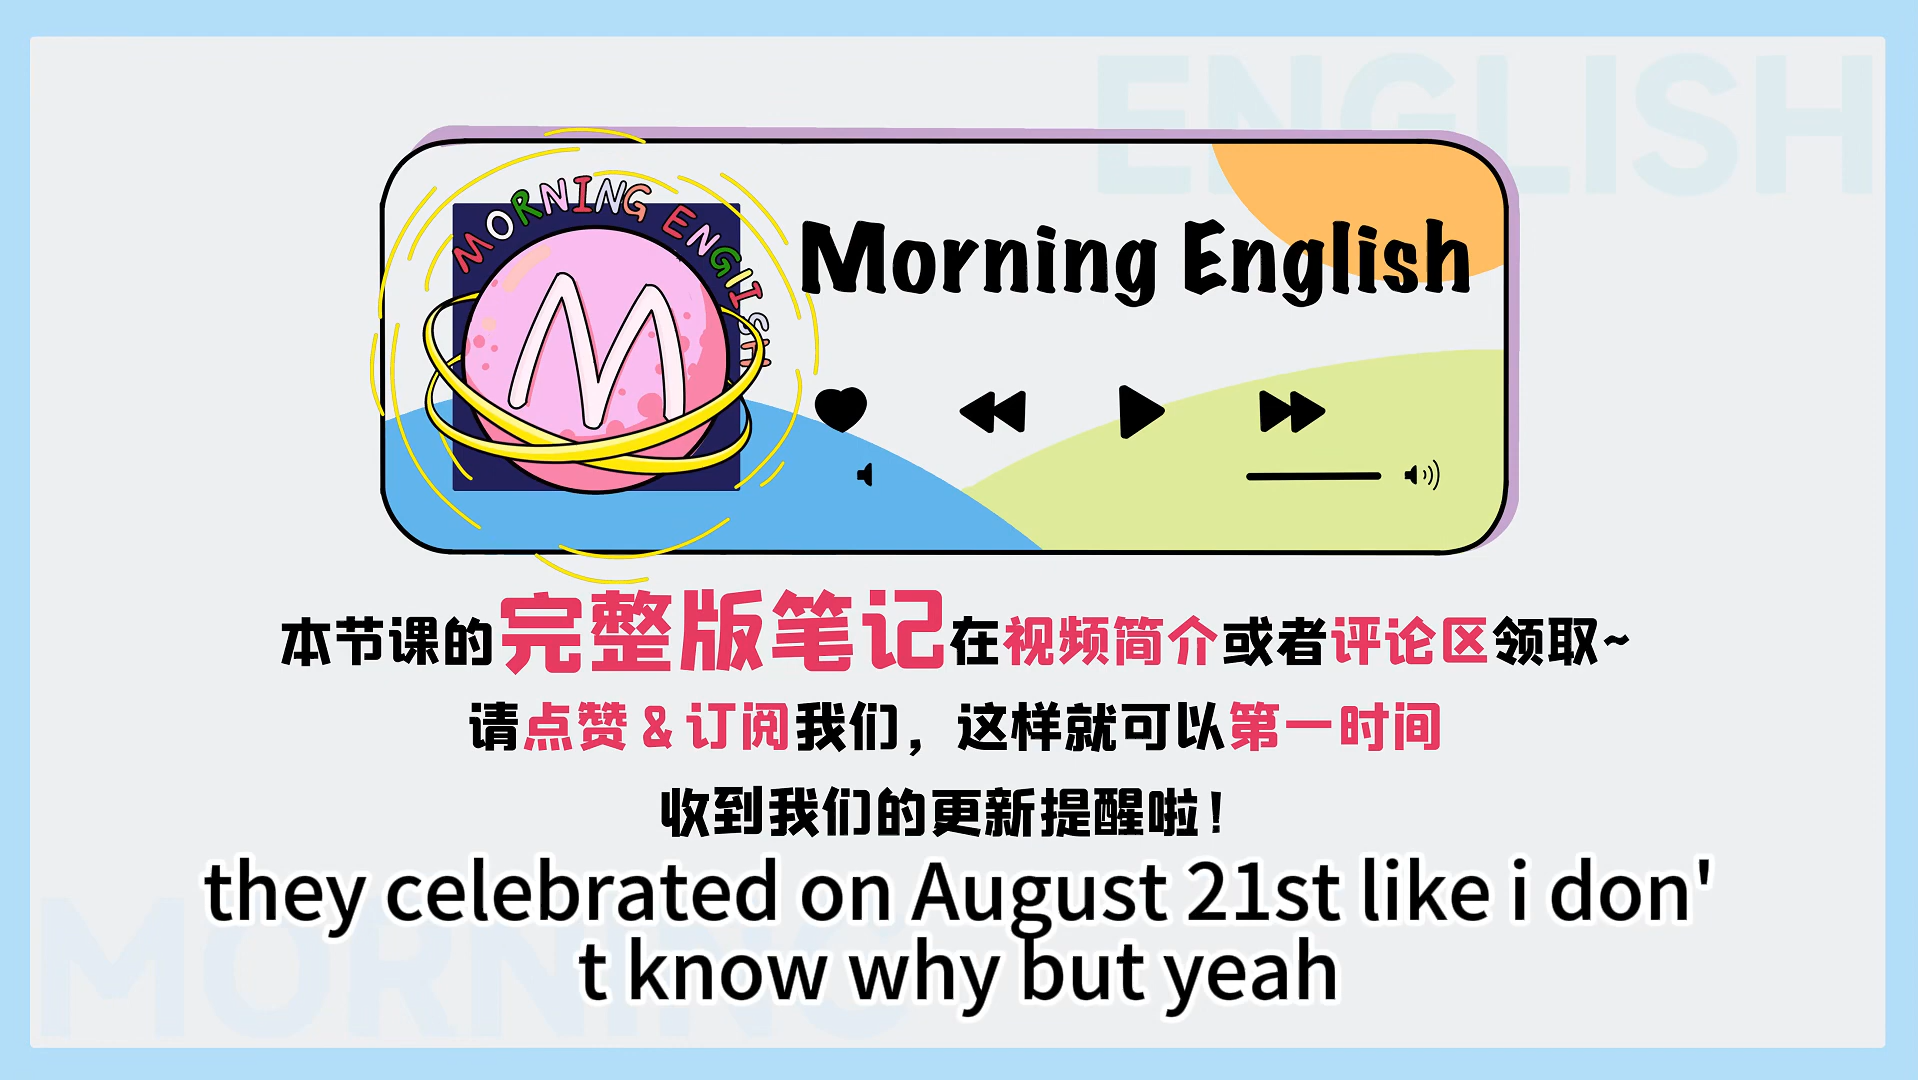 ENGLISH
MORNING ENGLISH
M
Morning English
本节课的完整版笔记在视频简介或者评论区领取~
请点赞&订阅我们，这样就可以第一时间
收到我们的更新提醒啦！
they celebrated on August 21st like i don'
t know why but yeah
MORNING